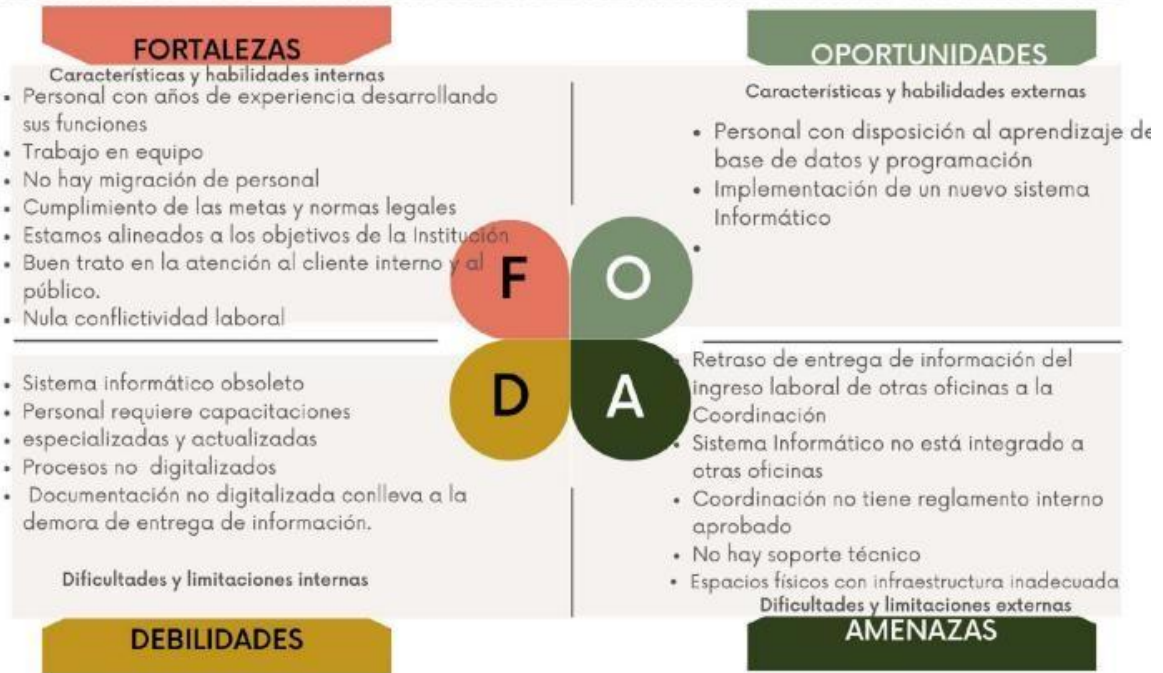 FORTALEZAS
Características y habilidades internas
• Personal con años de experiencia desarrollando
sus funciones
• Trabajo en equipo
• No hay migración de personal
• Cumplimiento de las metas y normas legales
• Estamos alineados a los objetivos de la Institución
• Buen trato en la atención al cliente interno y al
público.
• Nula conflictividad laboral
OPORTUNIDADES
Características y habilidades externas
• Personal con disposición al aprendizaje de
base de datos y programación
• Implementación de un nuevo sistema
Informático
•
F
O
D
A
• Sistema informático obsoleto
• Personal requiere capacitaciones
• especializadas y actualizadas
• Procesos no digitalizados
• Documentación no digitalizada conlleva a la
demora de entrega de información.
Dificultades y limitaciones internas
DEBILIDADES
• Retraso de entrega de información del
ingreso laboral de otras oficinas a la
Coordinación
• Sistema Informático no está integrado a
otras oficinas
• Coordinación no tiene reglamento interno
aprobado
• No hay soporte técnico
• Espacios físicos con infraestructura inadecuada
Dificultades y limitaciones externas
AMENAZAS